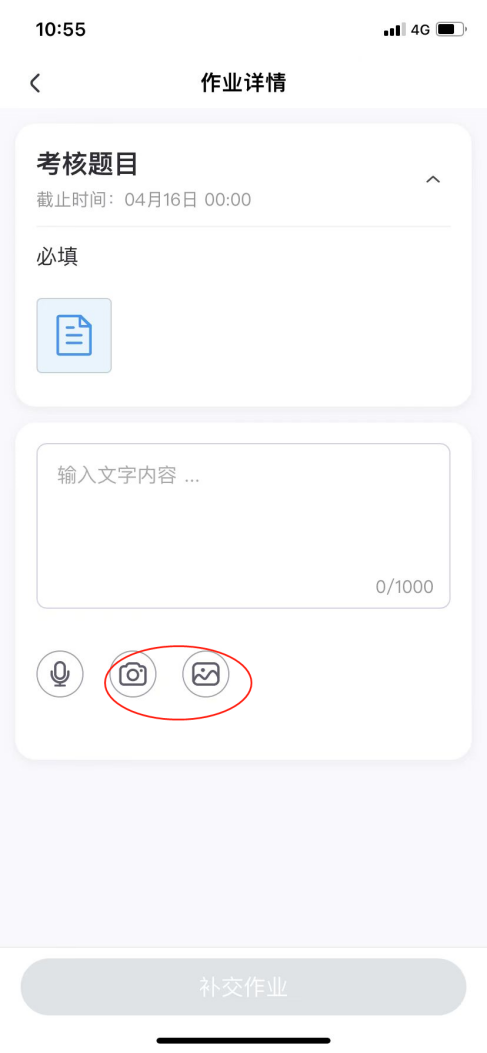 10:55
4G
作业详情
考核题目
截止时间：04月16日 00:00
必填
输入文字内容 ...
0/1000
补交作业